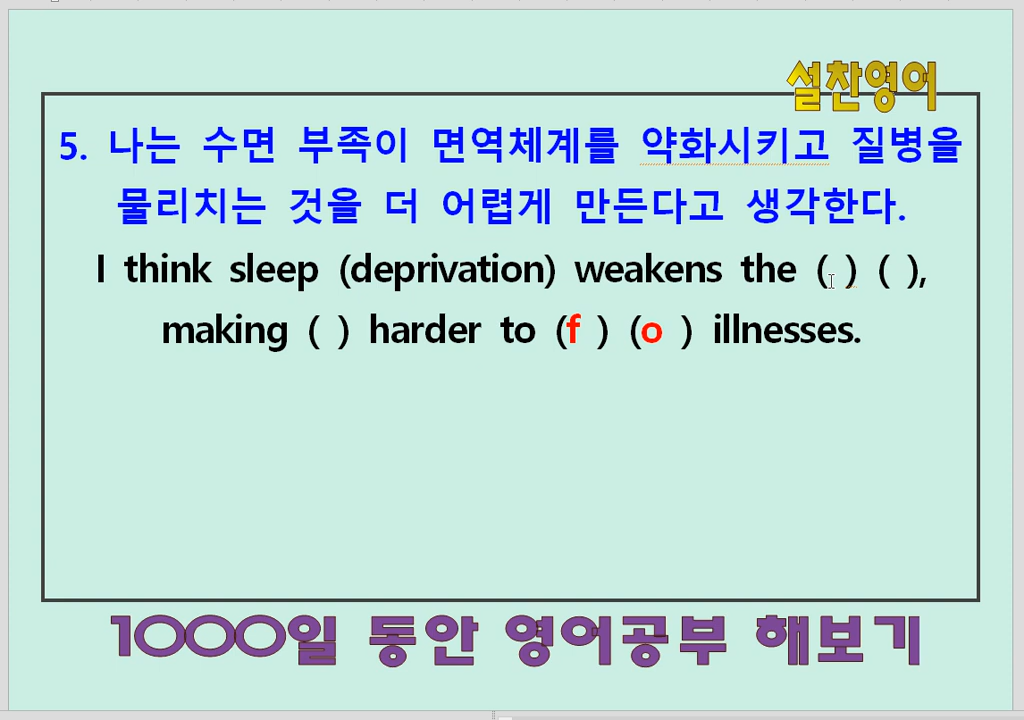 설찬영어
5. 나는 수면 부족이 면역체계를 약화시키고 질병을
물리치는 것을 더 어렵게 만든다고 생각한다.
I think sleep (deprivation) weakens the ( ) ( ),
making ( ) harder to (f ) (o ) illnesses.
1000일 동안 영어공부 해보기